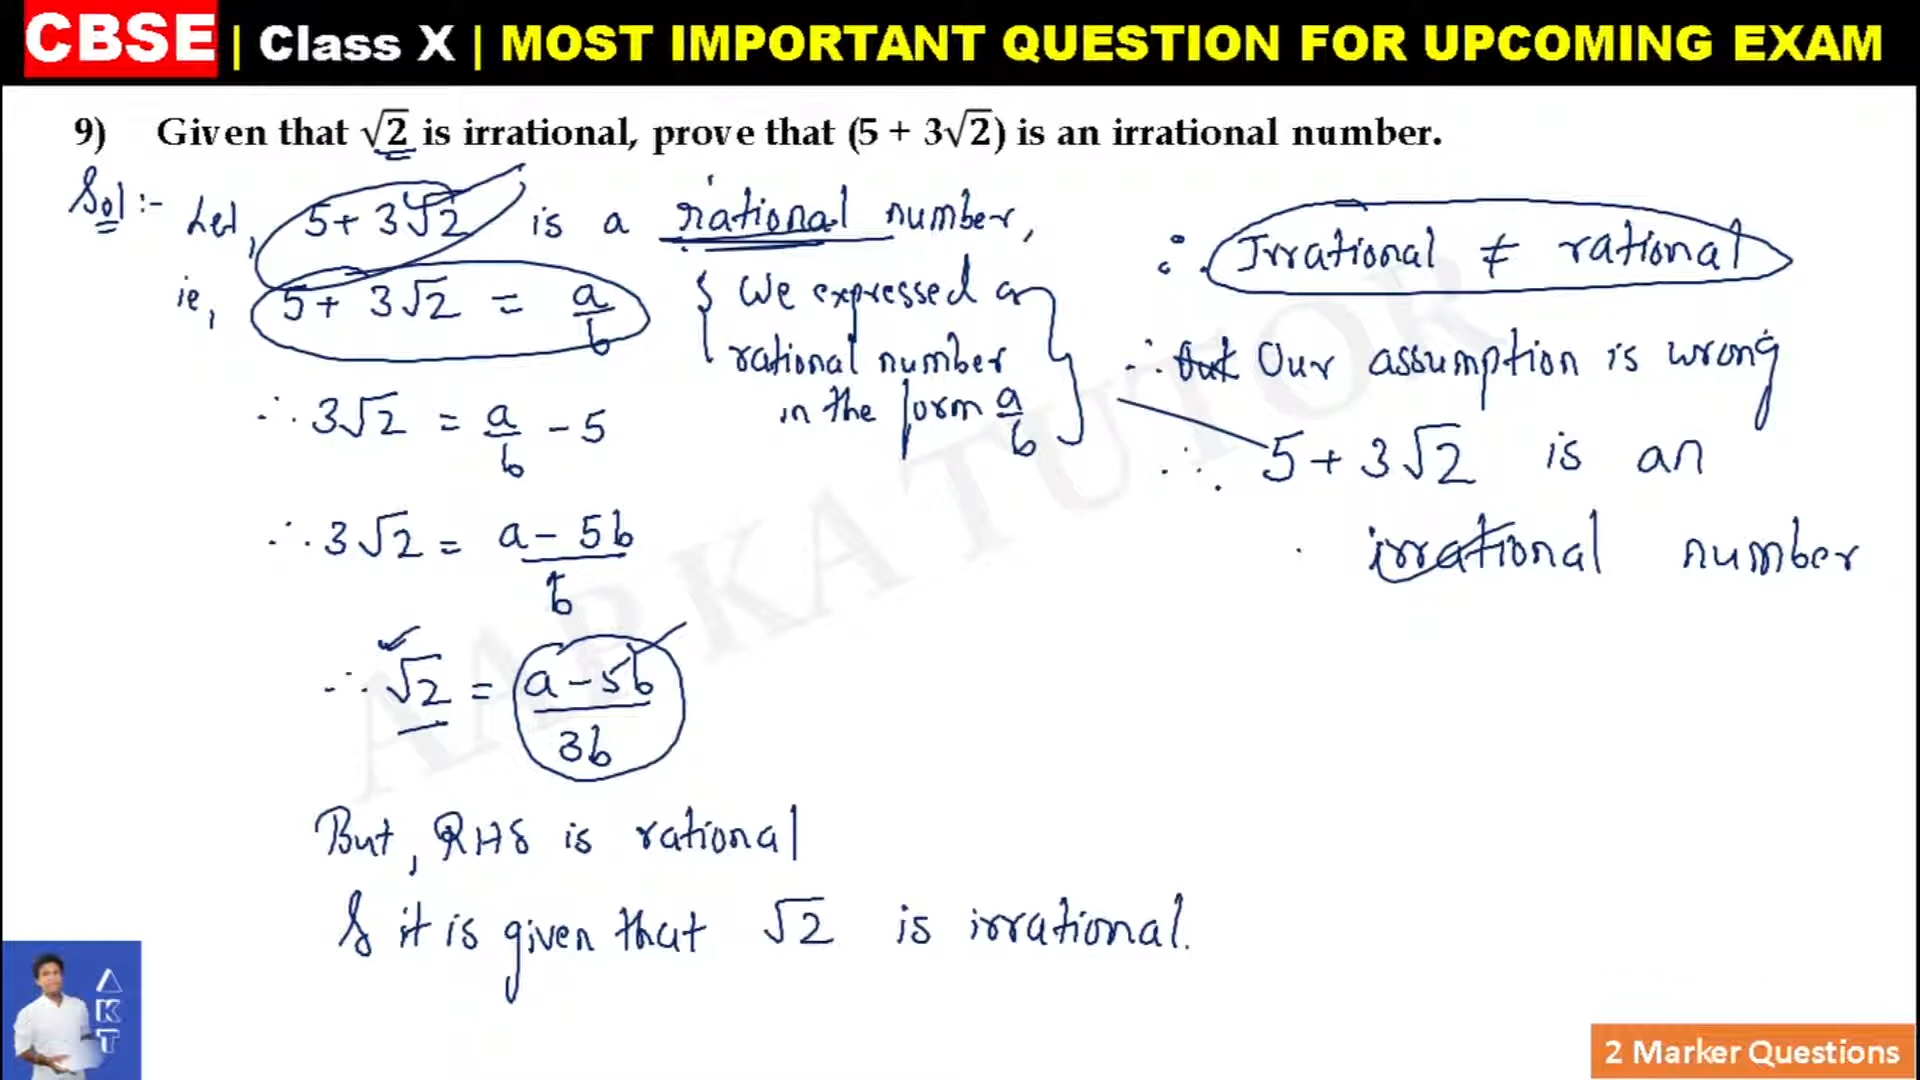 CBSE | Class X | MOST IMPORTANT QUESTION FOR UPCOMING EXAM
9) Given that √2 is irrational, prove that (5 + 3√2) is an irrational number.
Sol :- Let, 5+ 3√2 is a rational number,
ie, 5+ 3√2 = a/b
{ We expressed a
rational number
in the form a/b }
∴ 3√2 = a/b - 5
∴ 3√2 = a - 5b / b
∴ √2 = a - 5b / 3b
But, RHS is rational
& it is given that √2 is irrational.
∴ Irrational ≠ rational
∴ Our assumption is wrong
∴ 5 + 3√2 is an
irrational number
AARKA TUTOR
AKT
2 Marker Questions